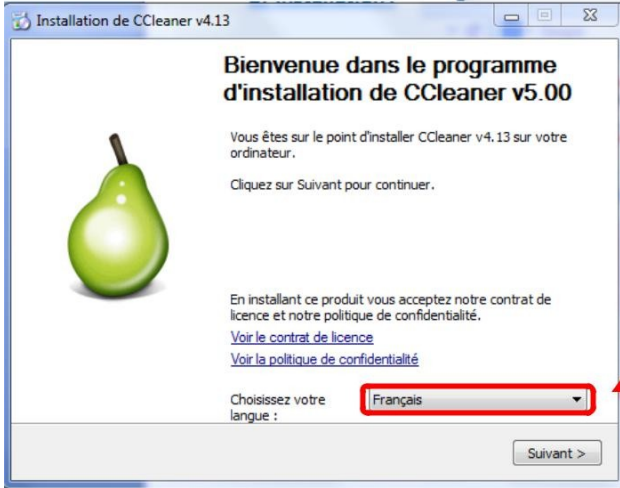 Installation de CCleaner v4.13
Bienvenue dans le programme
d'installation de CCleaner v5.00
Vous êtes sur le point d'installer CCleaner v4.13 sur votre
ordinateur.
Cliquez sur Suivant pour continuer.
En installant ce produit vous acceptez notre contrat de
licence et notre politique de confidentialité.
Voir le contrat de licence
Voir la politique de confidentialité
Choisissez votre
langue :
Français
Suivant >